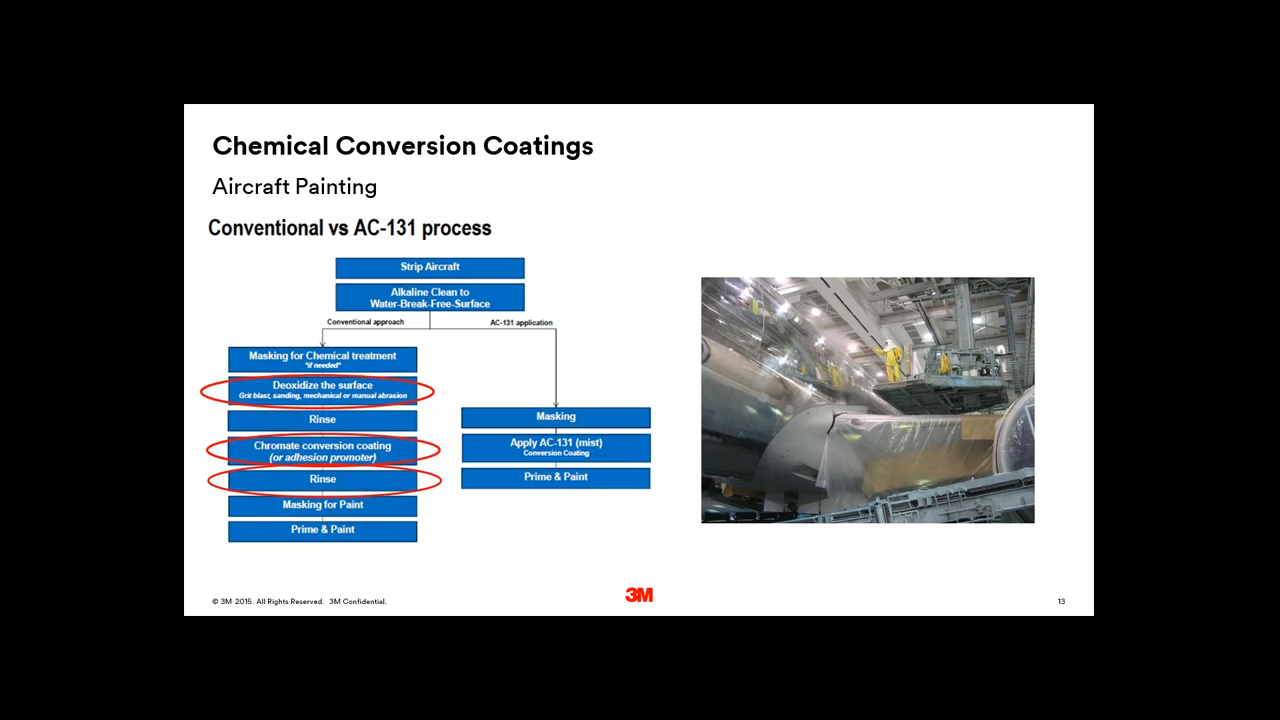 Chemical Conversion Coatings
Aircraft Painting
Conventional vs AC-131 process
Strip Aircraft
Alkaline Clean to
Water-Break-Free-Surface
Conventional approach
AC-131 application
Masking for Chemical treatment
"if needed"
Deoxidize the surface
Grit blast, sanding, mechanical or manual abrasion
Rinse
Chromate conversion coating
(or adhesion promoter)
Rinse
Masking for Paint
Prime & Paint
Masking
Apply AC-131 (mist)
Conversion Coating
Prime & Paint
© 3M 2015. All Rights Reserved. 3M Confidential.
3M
13